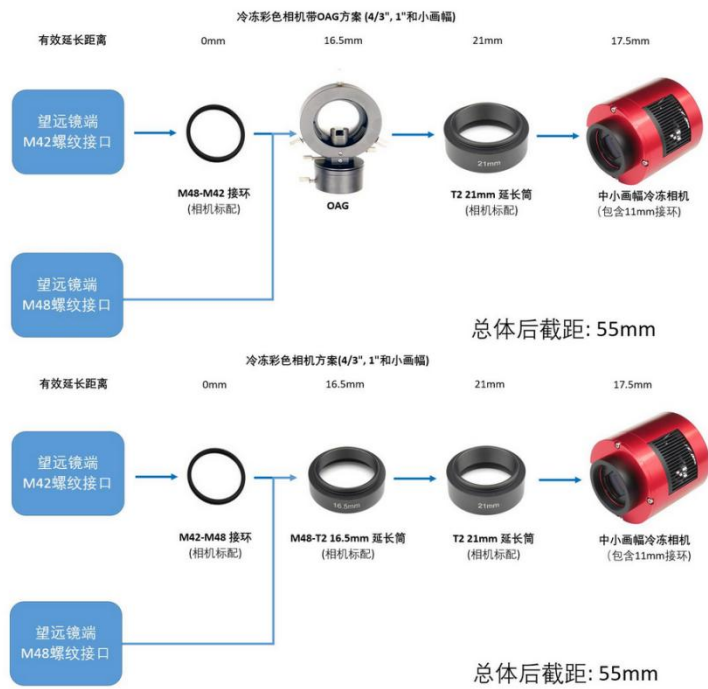 冷冻彩色相机带OAG方案 (4/3", 1"和小画幅)
有效延长距离 0mm 16.5mm 21mm 17.5mm
望远镜端
M42螺纹接口
21mm
M48-M42 接环
(相机标配)
OAG
T2 21mm 延长筒
(相机标配)
中小画幅冷冻相机
(包含11mm接环)
望远镜端
M48螺纹接口
总体后截距: 55mm
冷冻彩色相机方案(4/3", 1"和小画幅)
有效延长距离 0mm 16.5mm 21mm 17.5mm
望远镜端
M42螺纹接口
16.5mm
21mm
M42-M48 接环
(相机标配)
M48-T2 16.5mm 延长筒
(相机标配)
T2 21mm 延长筒
(相机标配)
中小画幅冷冻相机
(包含11mm接环)
望远镜端
M48螺纹接口
总体后截距: 55mm